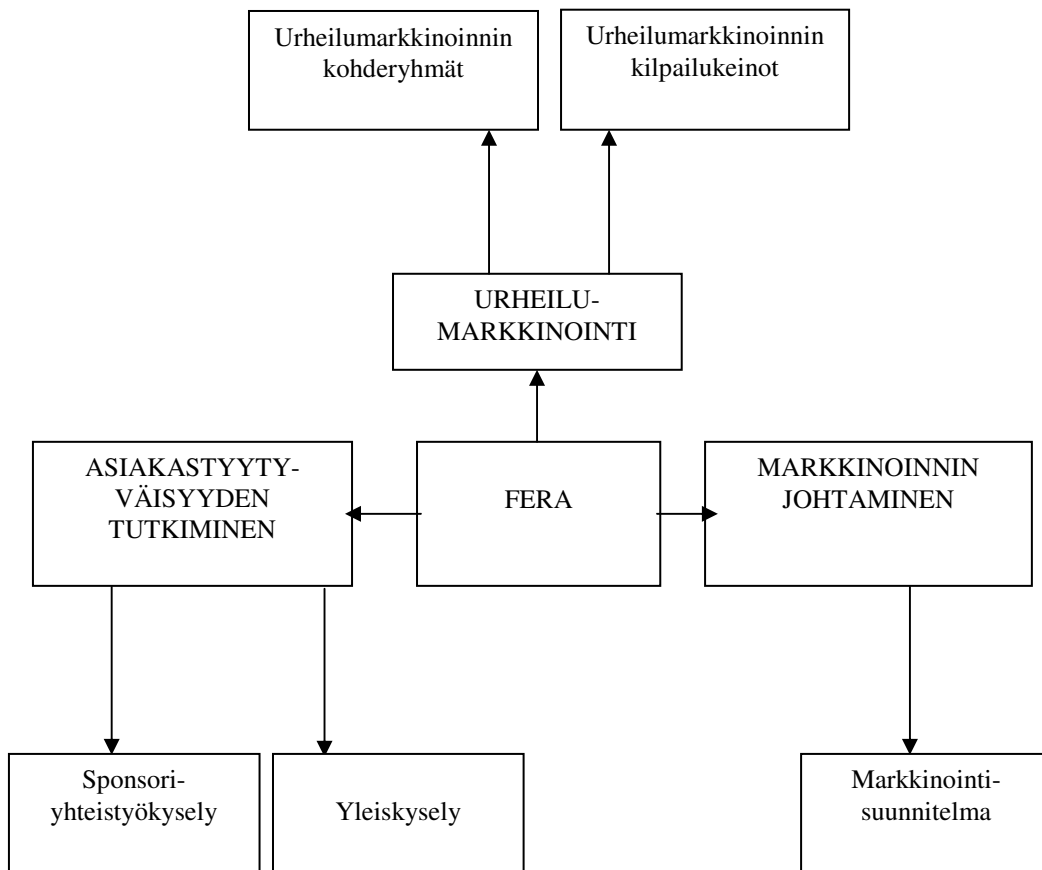 Urheilumarkkinoinnin
kohderyhmät
Urheilumarkkinoinnin
kilpailukeinot
URHEILU-
MARKKINOINTI
ASIAKASTYYTY-
VÄISYYDEN
TUTKIMINEN
FERA
MARKKINOINNIN
JOHTAMINEN
Sponsori-
yhteistyökysely
Yleiskysely
Markkinointi-
suunnitelma